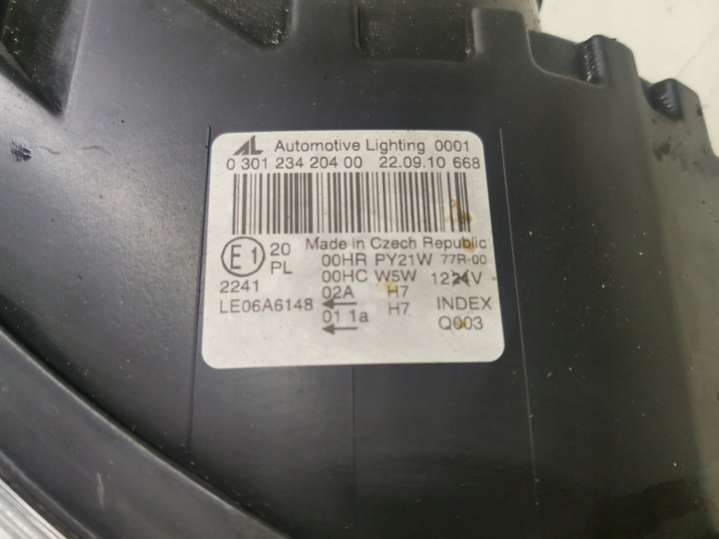 AL Automotive Lighting 0001
0 301 234 204 00 22.09.10 668
Made in Czech Republic
E1 20 00HR PY21W 77R-00
PL 00HC W5W 1224V
2241 02A H7
LE06A6148 ← INDEX
01 1a H7
← Q003